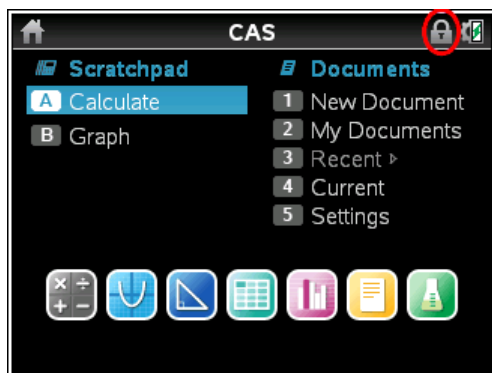 CAS
Scratchpad
A Calculate
B Graph
Documents
1 New Document
2 My Documents
3 Recent ▹
4 Current
5 Settings